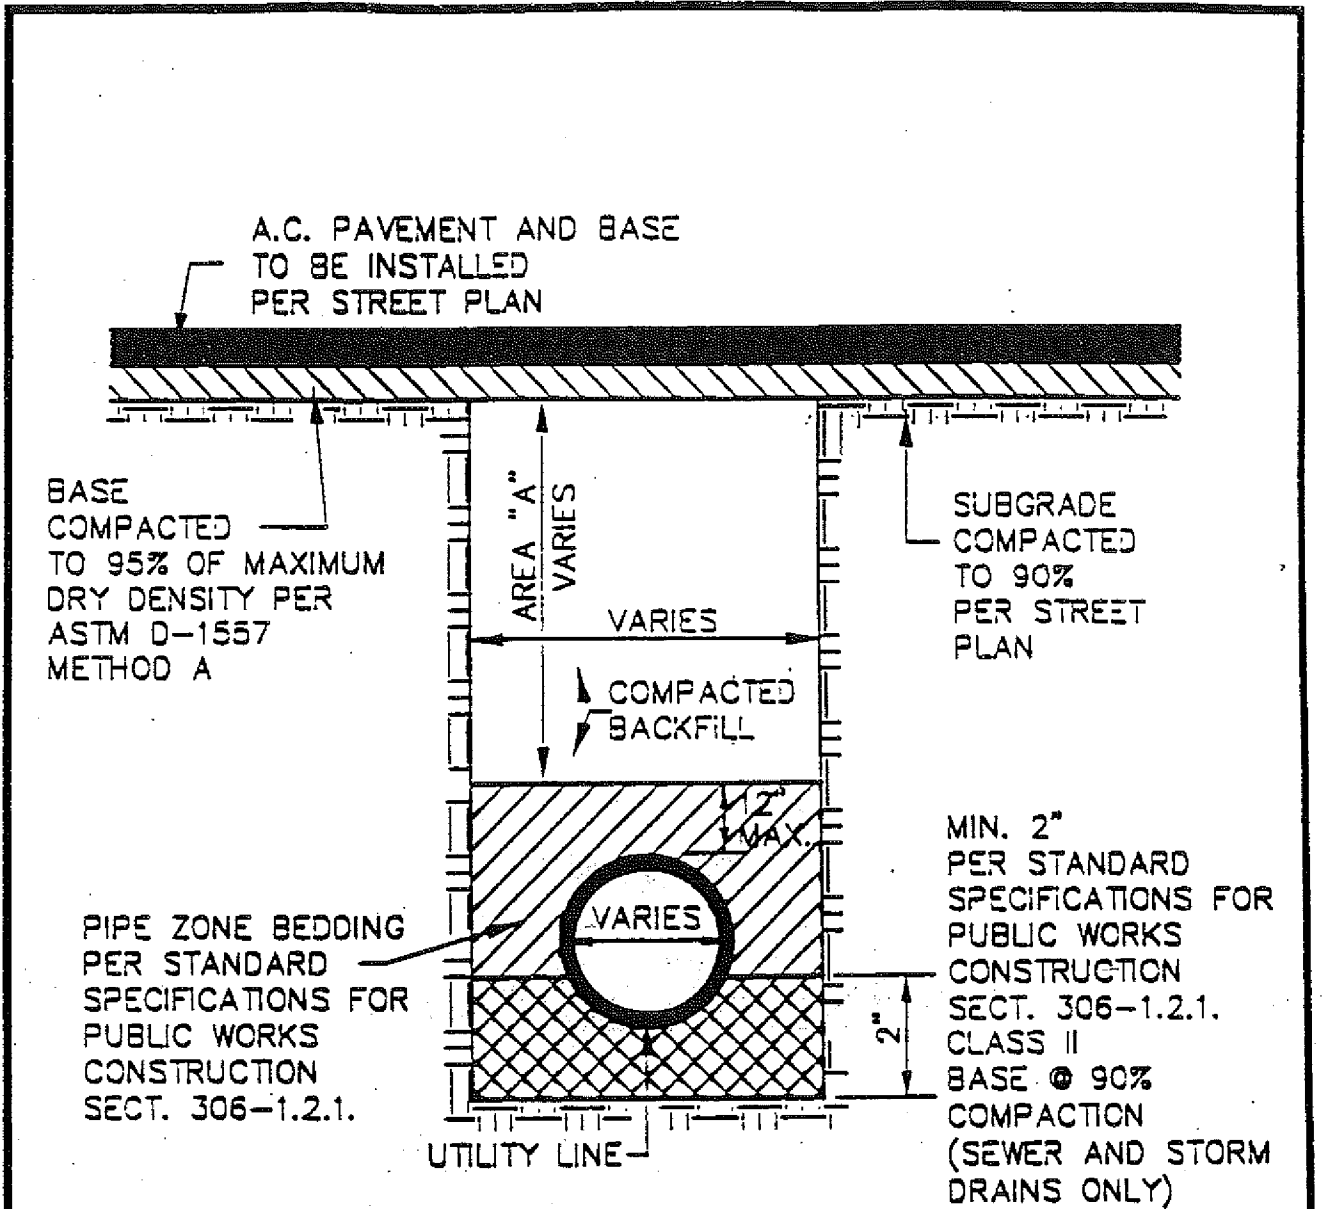 A.C. PAVEMENT AND BASE
TO BE INSTALLED
PER STREET PLAN
BASE
COMPACTED
TO 95% OF MAXIMUM
DRY DENSITY PER
ASTM D-1557
METHOD A
AREA "A"
VARIES
VARIES
COMPACTED
BACKFILL
SUBGRADE
COMPACTED
TO 90%
PER STREET
PLAN
12"
MAX.
VARIES
PIPE ZONE BEDDING
PER STANDARD
SPECIFICATIONS FOR
PUBLIC WORKS
CONSTRUCTION
SECT. 306-1.2.1.
MIN. 2"
PER STANDARD
SPECIFICATIONS FOR
PUBLIC WORKS
CONSTRUCTION
SECT. 306-1.2.1.
CLASS II
BASE @ 90%
COMPACTION
(SEWER AND STORM
DRAINS ONLY)
2"
UTILITY LINE